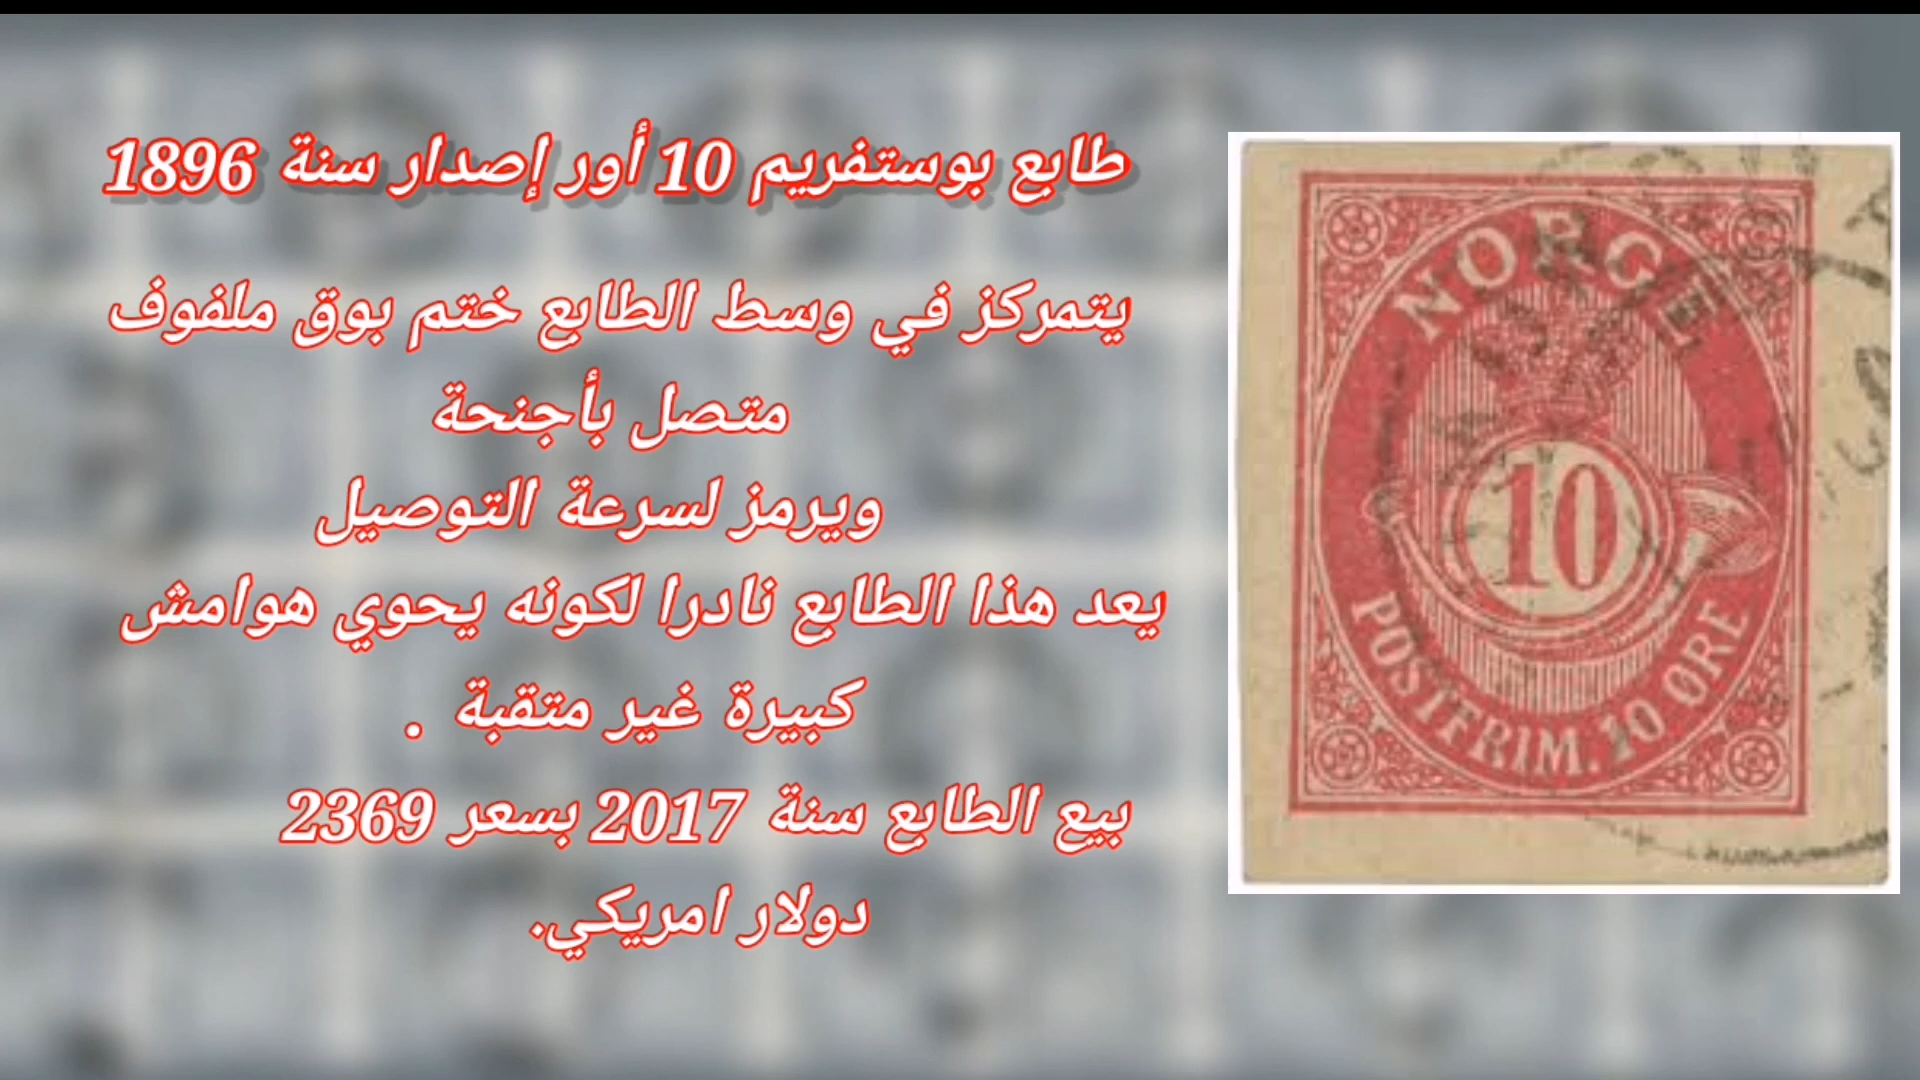 طابع بوستفريم 10 أور إصدار سنة 1896
يتمركز في وسط الطابع ختم بوق ملفوف
متصل بأجنحة
ويرمز لسرعة التوصيل
يعد هذا الطابع نادرا لكونه يحوي هوامش
كبيرة غير متقبة .
بيع الطابع سنة 2017 بسعر 2369
دولار امريكي.
NORGE
10
POSTFRIM. 10 ORE